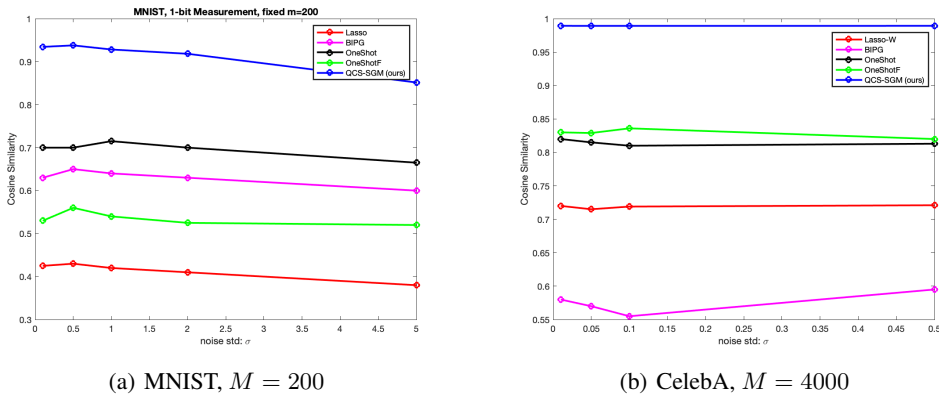 MNIST, 1-bit Measurement, fixed m=200
Lasso
BIPG
OneShot
OneShotF
QCS-SGM (ours)
1
0.9
0.8
0.7
0.6
0.5
0.4
0.3
Cosine Similarity
0 0.5 1 1.5 2 2.5 3 3.5 4 4.5 5
noise std: σ
(a) MNIST, M = 200
Lasso-W
BIPG
OneShot
OneShotF
QCS-SGM (ours)
1
0.95
0.9
0.85
0.8
0.75
0.7
0.65
0.6
0.55
Cosine Similarity
0 0.05 0.1 0.15 0.2 0.25 0.3 0.35 0.4 0.45 0.5
noise std: σ
(b) CelebA, M = 4000